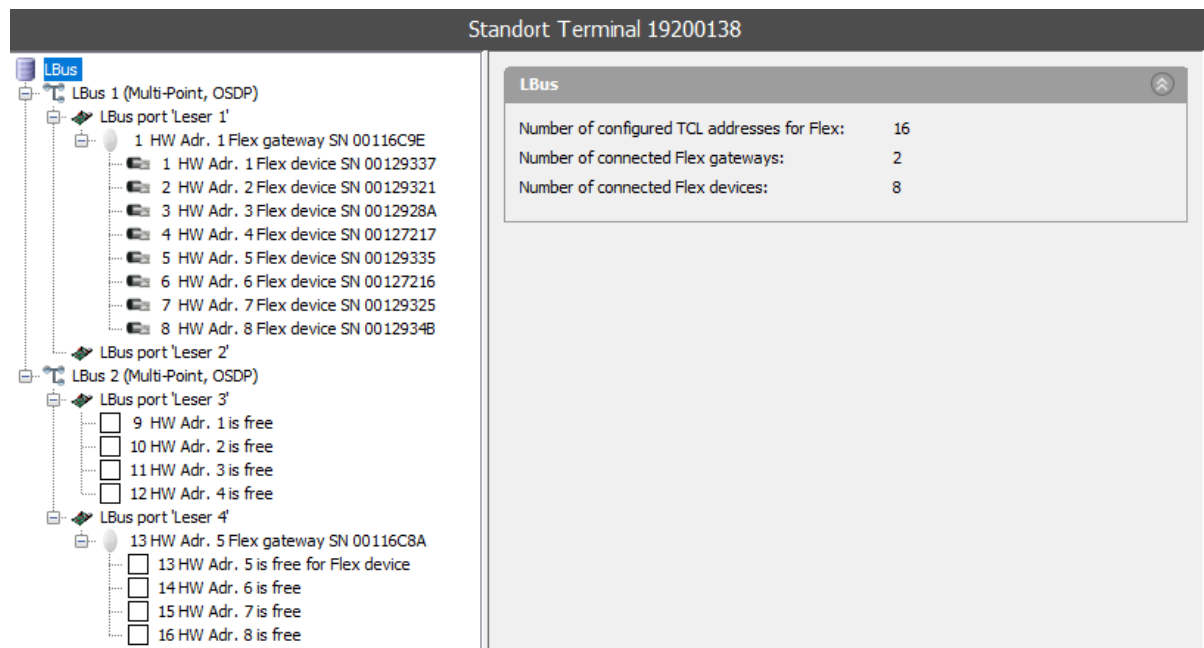 Standort Terminal 19200138
LBus
LBus 1 (Multi-Point, OSDP)
LBus port 'Leser 1'
1 HW Adr. 1 Flex gateway SN 00116C9E
1 HW Adr. 1 Flex device SN 00129337
2 HW Adr. 2 Flex device SN 00129321
3 HW Adr. 3 Flex device SN 0012928A
4 HW Adr. 4 Flex device SN 00127217
5 HW Adr. 5 Flex device SN 00129335
6 HW Adr. 6 Flex device SN 00127216
7 HW Adr. 7 Flex device SN 00129325
8 HW Adr. 8 Flex device SN 0012934B
LBus port 'Leser 2'
LBus 2 (Multi-Point, OSDP)
LBus port 'Leser 3'
9 HW Adr. 1 is free
10 HW Adr. 2 is free
11 HW Adr. 3 is free
12 HW Adr. 4 is free
LBus port 'Leser 4'
13 HW Adr. 5 Flex gateway SN 00116C8A
13 HW Adr. 5 is free for Flex device
14 HW Adr. 6 is free
15 HW Adr. 7 is free
16 HW Adr. 8 is free
LBus
Number of configured TCL addresses for Flex: 16
Number of connected Flex gateways: 2
Number of connected Flex devices: 8